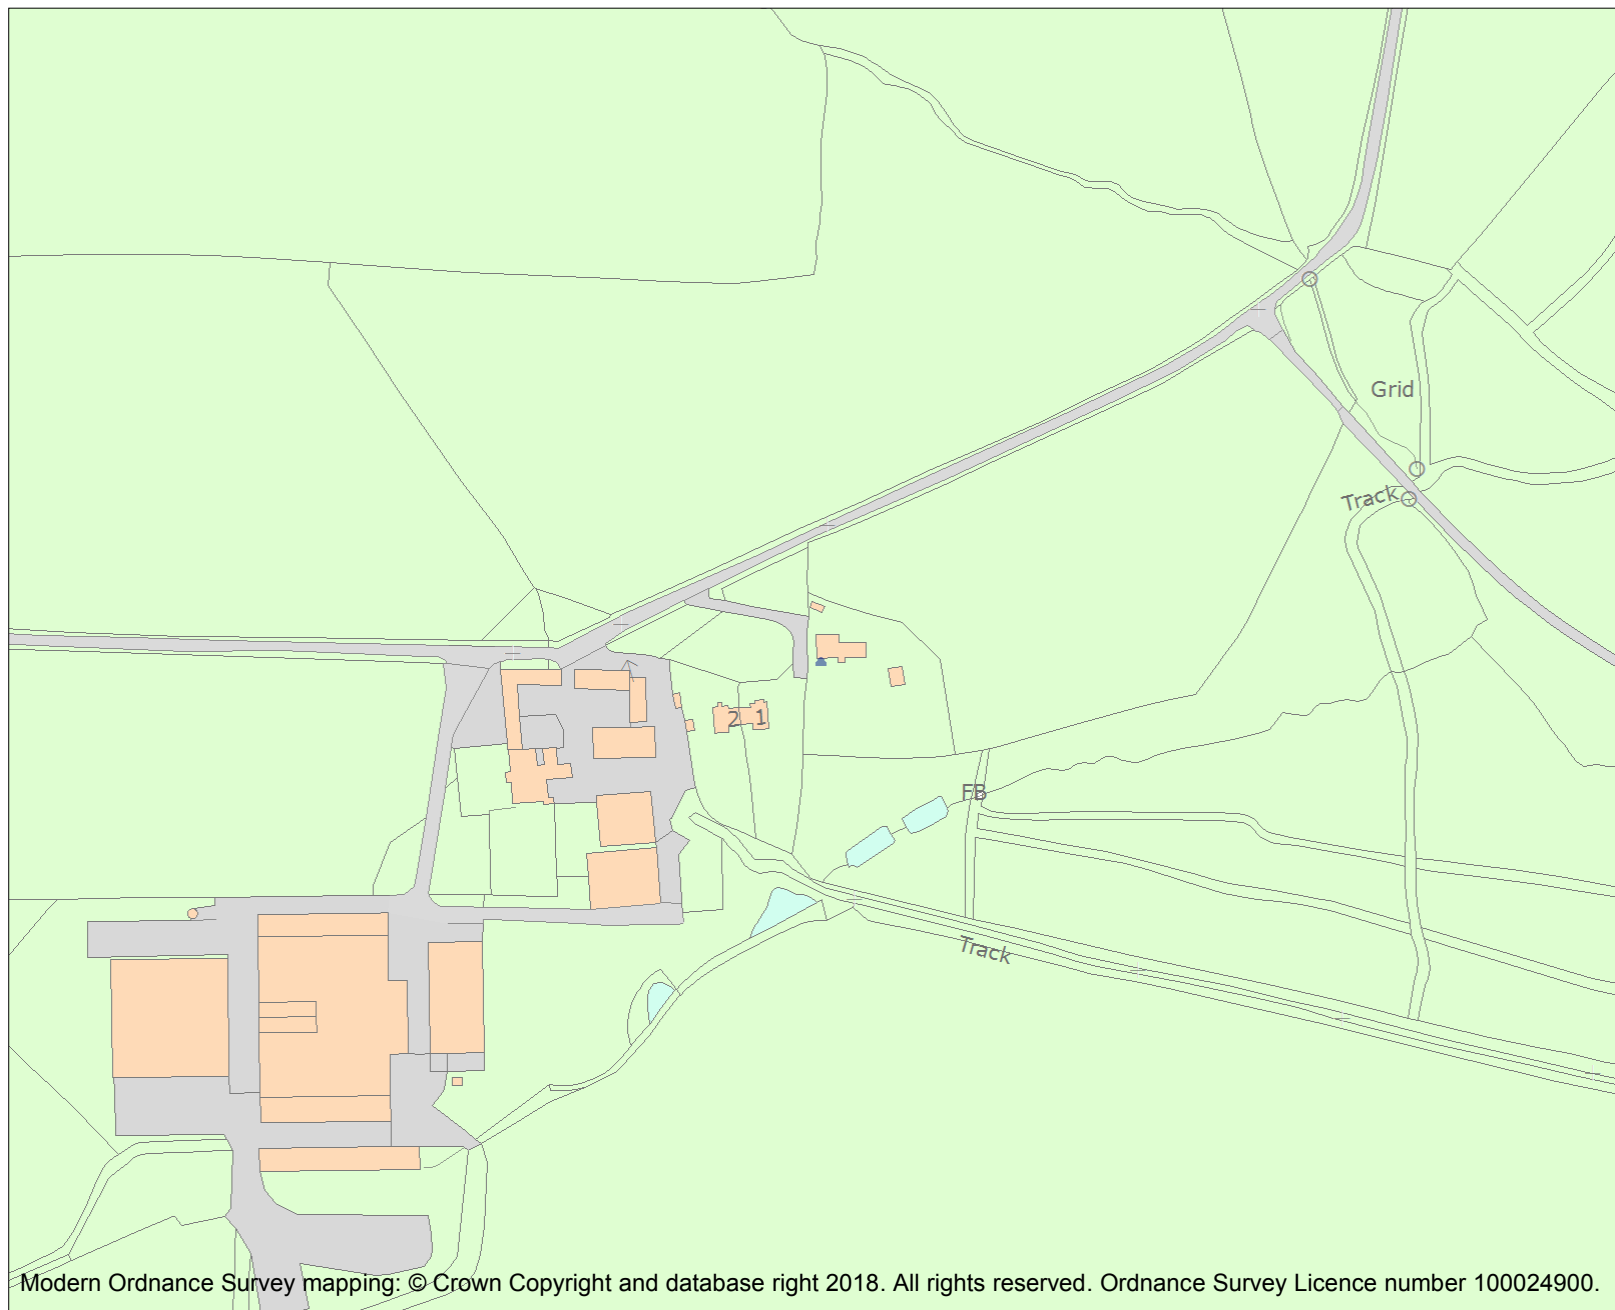 Grid
Track
2 1
FB
Track
Modern Ordnance Survey mapping: © Crown Copyright and database right 2018. All rights reserved. Ordnance Survey Licence number 100024900.